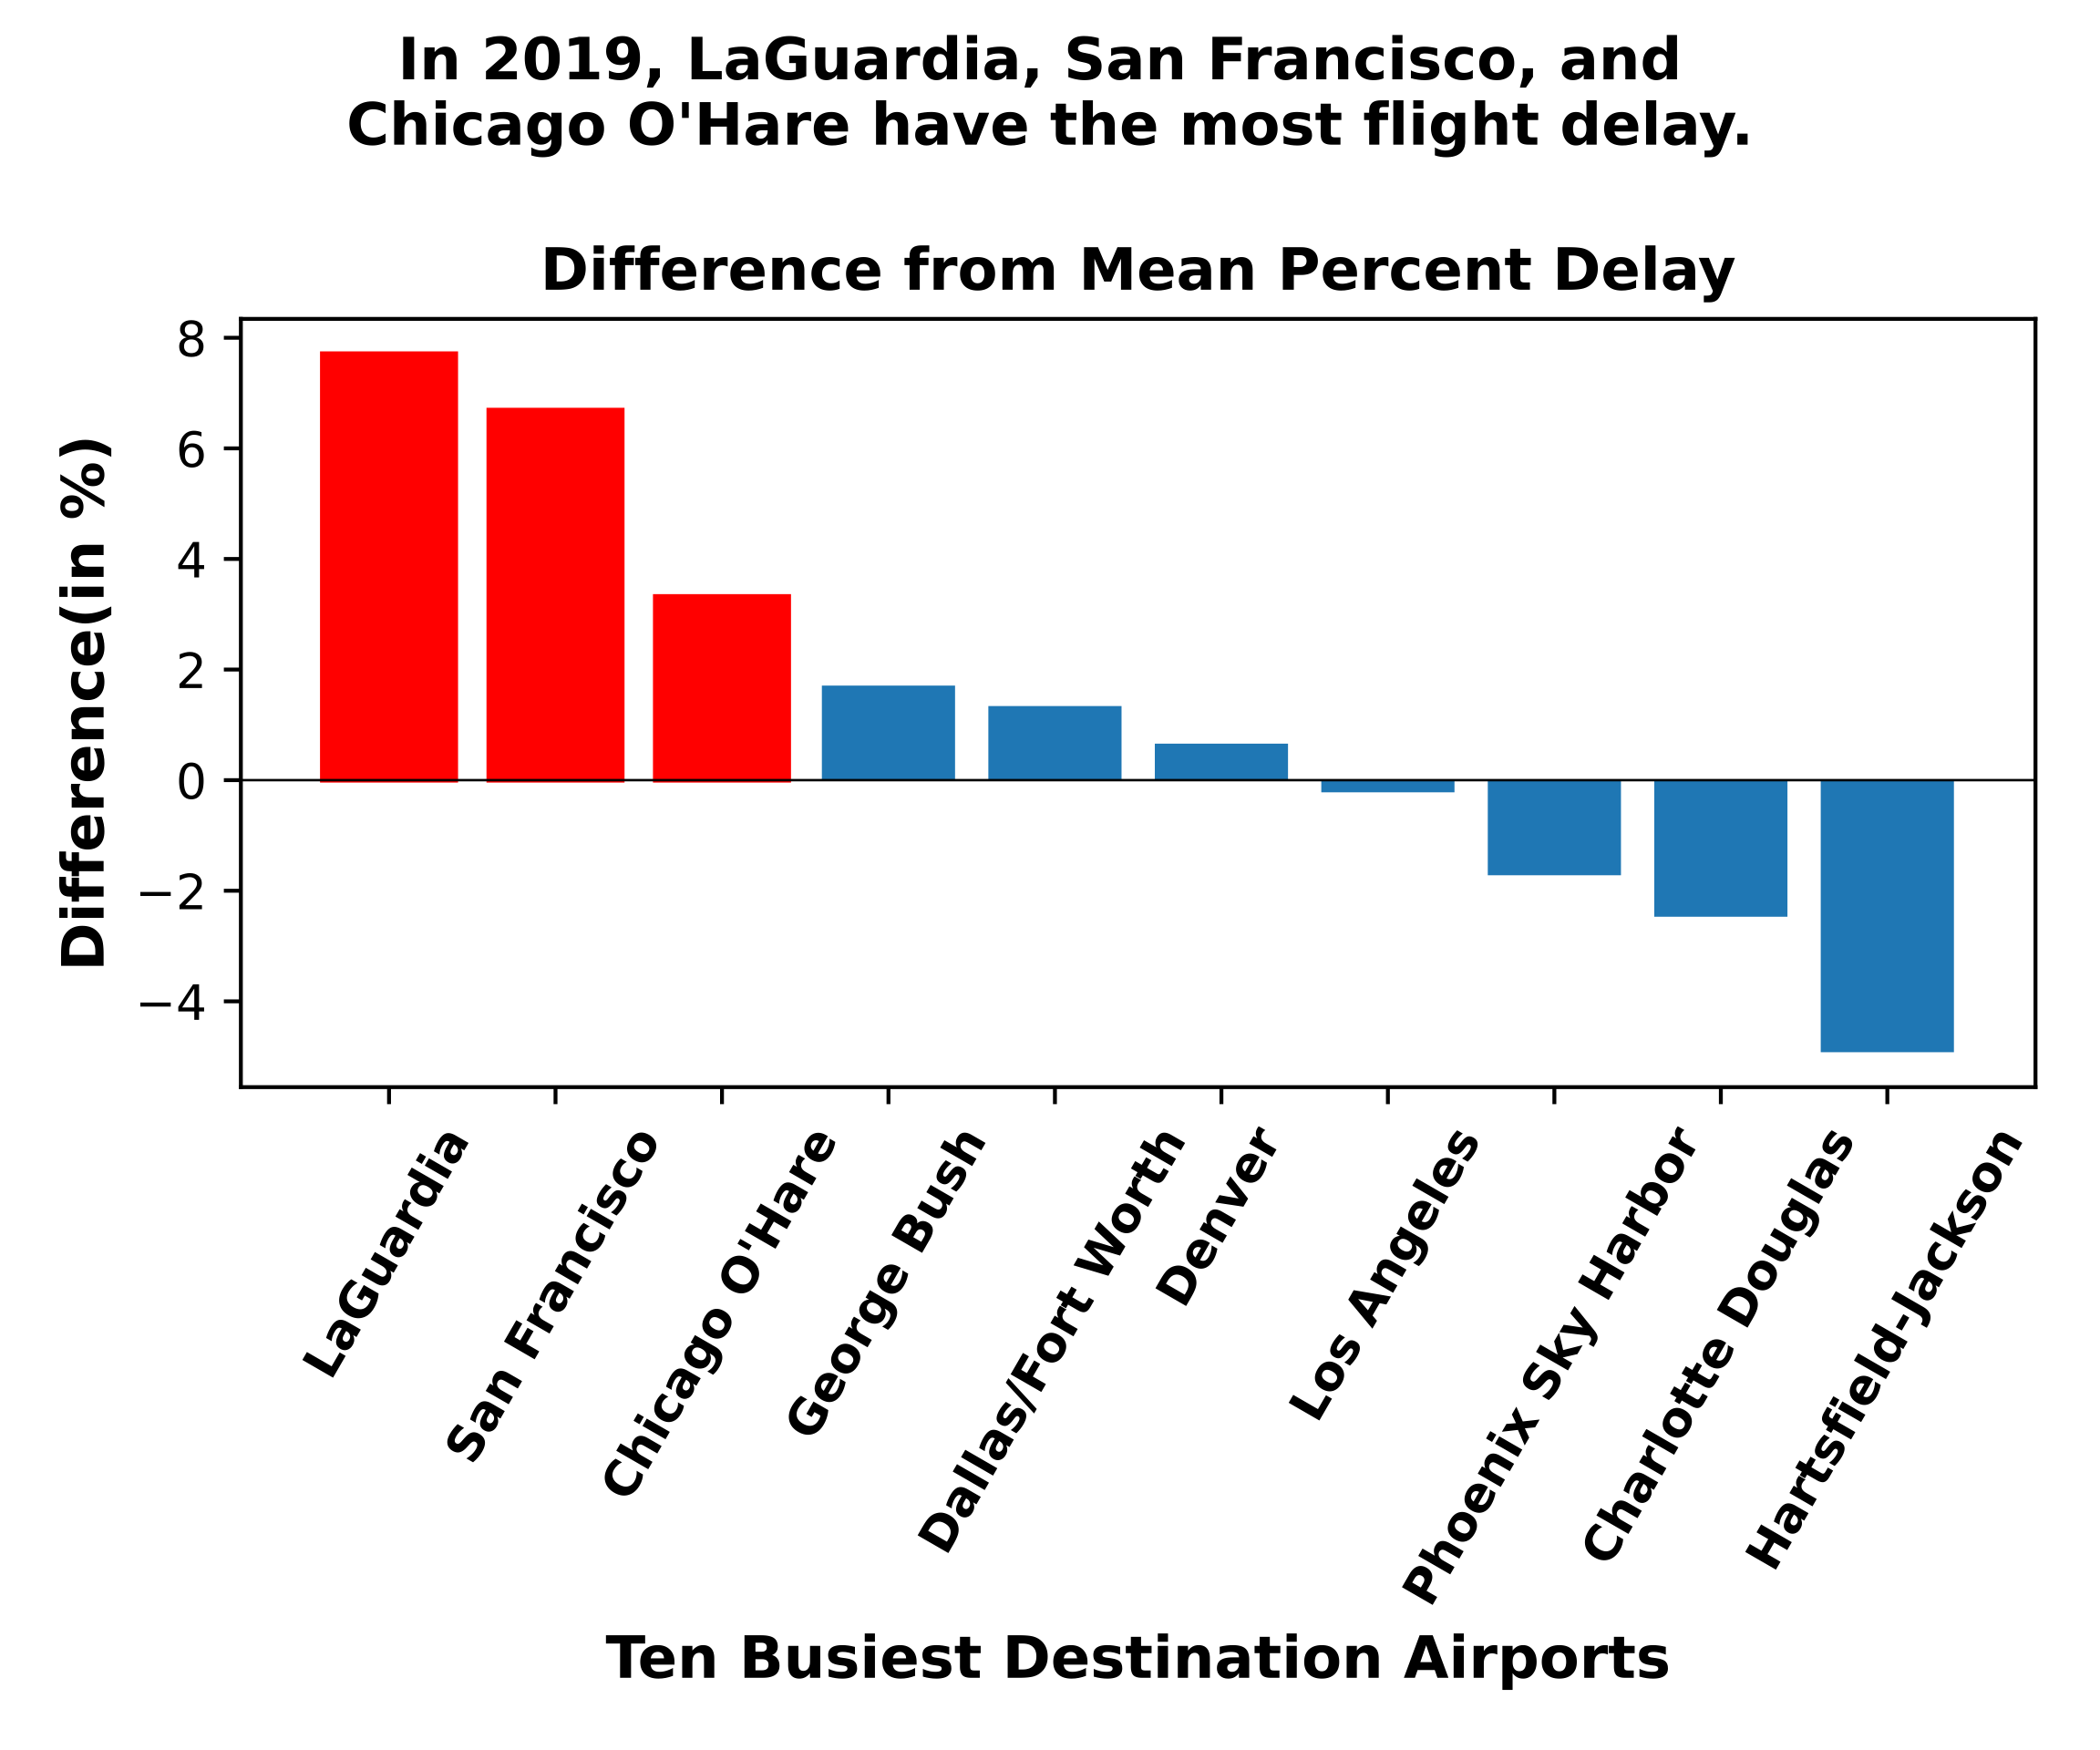 In 2019, LaGuardia, San Francisco, and
Chicago O'Hare have the most flight delay.
Difference from Mean Percent Delay
Difference(in %)
8
6
4
2
0
−2
−4
LaGuardia
San Francisco
Chicago O'Hare
George Bush
Dallas/Fort Worth
Denver
Los Angeles
Phoenix Sky Harbor
Charlotte Douglas
Hartsfield-Jackson
Ten Busiest Destination Airports